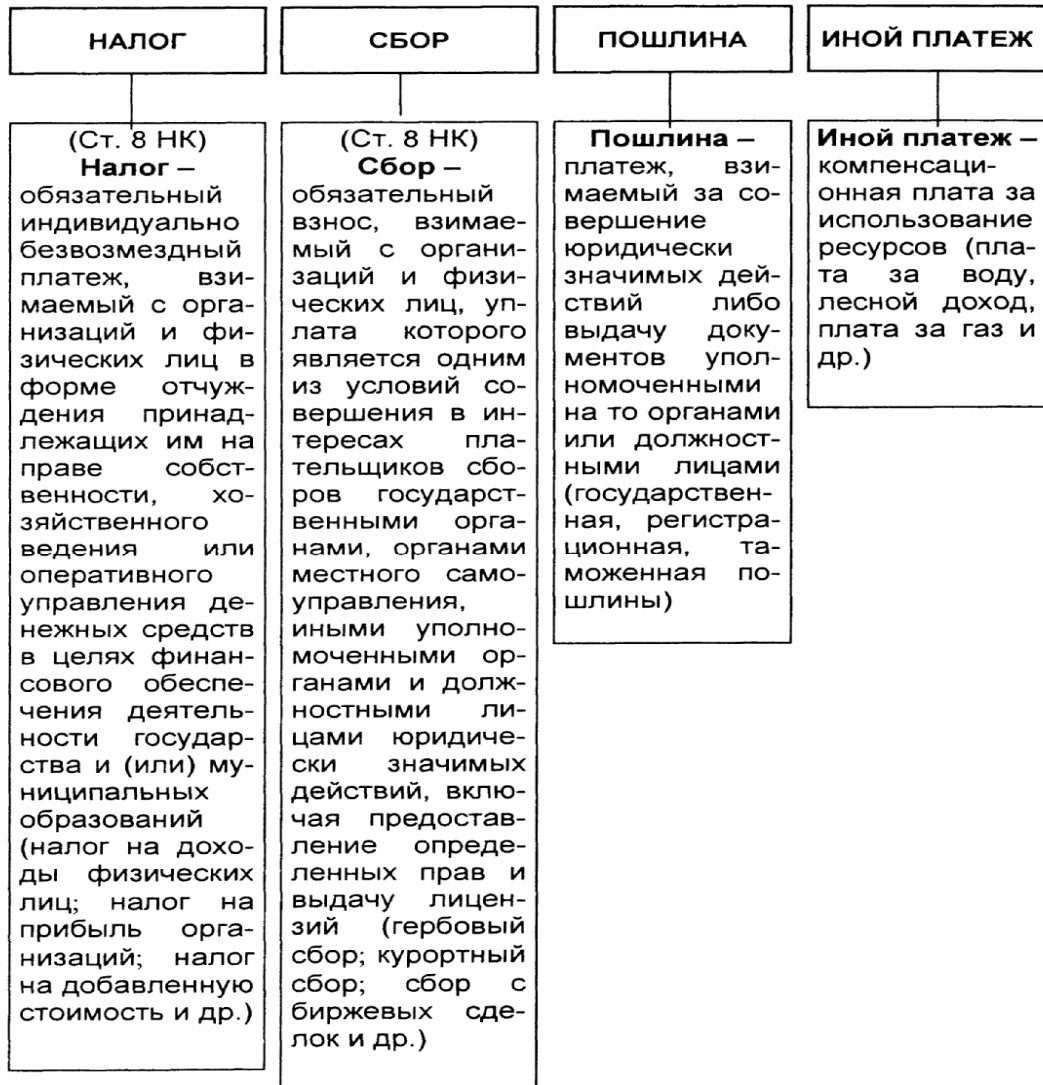 НАЛОГ
СБОР
ПОШЛИНА
ИНОЙ ПЛАТЕЖ
(Ст. 8 НК)
Налог –
обязательный
индивидуально
безвозмездный
платеж, взи-
маемый с орга-
низаций и фи-
зических лиц в
форме отчуж-
дения принад-
лежащих им на
праве собст-
венности, хо-
зяйственного
ведения или
оперативного
управления де-
нежных средств
в целях финан-
сового обеспе-
чения деятель-
ности государ-
ства и (или) му-
ниципальных
образований
(налог на дохо-
ды физических
лиц; налог на
прибыль орга-
низаций; налог
на добавленную
стоимость и др.)
(Ст. 8 НК)
Сбор –
обязательный
взнос, взимае-
мый с органи-
заций и физи-
ческих лиц, уп-
лата которого
является одним
из условий со-
вершения в ин-
тересах пла-
тельщиков сбо-
ров государст-
венными орга-
нами, органами
местного само-
управления,
иными уполно-
моченными ор-
ганами и долж-
ностными ли-
цами юридиче-
ски значимых
действий, вклю-
чая предостав-
ление опреде-
ленных прав и
выдачу лицен-
зий (гербовый
сбор; курортный
сбор; сбор с
биржевых сде-
лок и др.)
Пошлина –
платеж, взи-
маемый за со-
вершение
юридически
значимых дей-
ствий либо
выдачу доку-
ментов упол-
номоченными
на то органами
или должност-
ными лицами
(государствен-
ная, регистра-
ционная, та-
моженная по-
шлины)
Иной платеж –
компенсаци-
онная плата за
использование
ресурсов (пла-
та за воду,
лесной доход,
плата за газ и
др.)